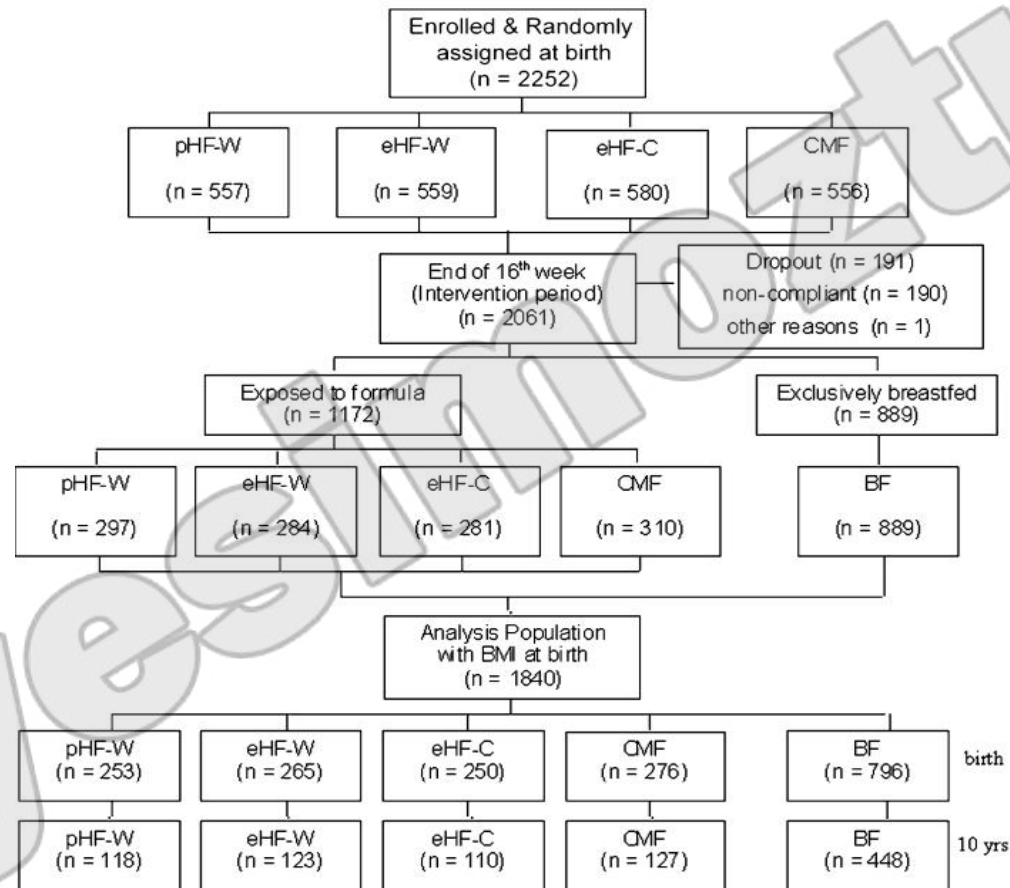 Enrolled & Randomly
assigned at birth
(n = 2252)
pHF-W
(n = 557)
eHF-W
(n = 559)
eHF-C
(n = 580)
CMF
(n = 556)
End of 16th week
(Intervention period)
(n = 2061)
Dropout (n = 191)
non-compliant (n = 190)
other reasons (n = 1)
Exposed to formula
(n = 1172)
Exclusively breastfed
(n = 889)
pHF-W
(n = 297)
eHF-W
(n = 284)
eHF-C
(n = 281)
CMF
(n = 310)
BF
(n = 889)
Analysis Population
with BMI at birth
(n = 1840)
pHF-W
(n = 253)
eHF-W
(n = 265)
eHF-C
(n = 250)
CMF
(n = 276)
BF
(n = 796)
birth
pHF-W
(n = 118)
eHF-W
(n = 123)
eHF-C
(n = 110)
CMF
(n = 127)
BF
(n = 448)
10 yrs
yesimozt